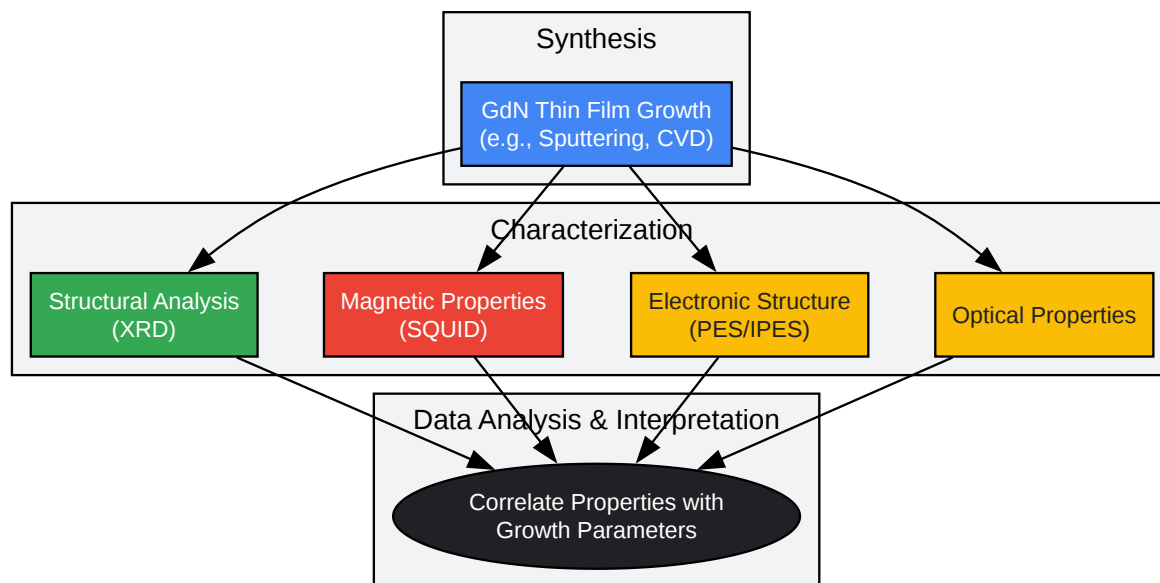 Synthesis
GdN Thin Film Growth
(e.g., Sputtering, CVD)
Characterization
Structural Analysis
(XRD)
Magnetic Properties
(SQUID)
Electronic Structure
(PES/IPES)
Optical Properties
Data Analysis & Interpretation
Correlate Properties with
Growth Parameters